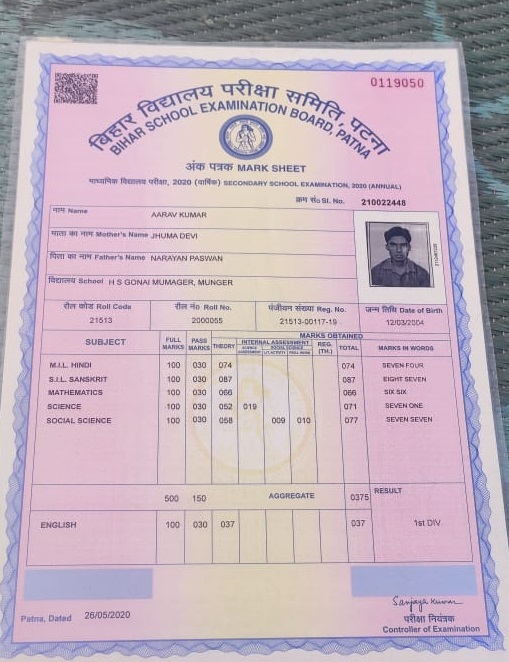 0119050
बिहार विद्यालय परीक्षा समिति, पटना
BIHAR SCHOOL EXAMINATION BOARD, PATNA
अंक पत्रक MARK SHEET
माध्यमिक विद्यालय परीक्षा, 2020 (वार्षिक) SECONDARY SCHOOL EXAMINATION, 2020 (ANNUAL)
क्रम सं० Sl. No. 210022448
नाम Name AARAV KUMAR
माता का नाम Mother's Name JHUMA DEVI
पिता का नाम Father's Name NARAYAN PASWAN
विद्यालय School H S GONAI MUMAGER, MUNGER
रौल कोड Roll Code रौल नं० Roll No. पंजीयन संख्या Reg. No. जन्म तिथि Date of Birth
21513 2000055 21513-00117-19 12/03/2004
SUBJECT FULL MARKS PASS MARKS MARKS OBTAINED
THEORY INTERNAL ASSESSMENT REG. (TH.) TOTAL MARKS IN WORDS
M.I.L. HINDI 100 030 074 074 SEVEN FOUR
S.I.L. SANSKRIT 100 030 087 087 EIGHT SEVEN
MATHEMATICS 100 030 066 066 SIX SIX
SCIENCE 100 030 052 019 071 SEVEN ONE
SOCIAL SCIENCE 100 030 058 009 010 077 SEVEN SEVEN
500 150 AGGREGATE 0375 RESULT
ENGLISH 100 030 037 037 1st DIV
Patna, Dated 26/05/2020
Sanjay Kumar
परीक्षा नियंत्रक
Controller of Examination